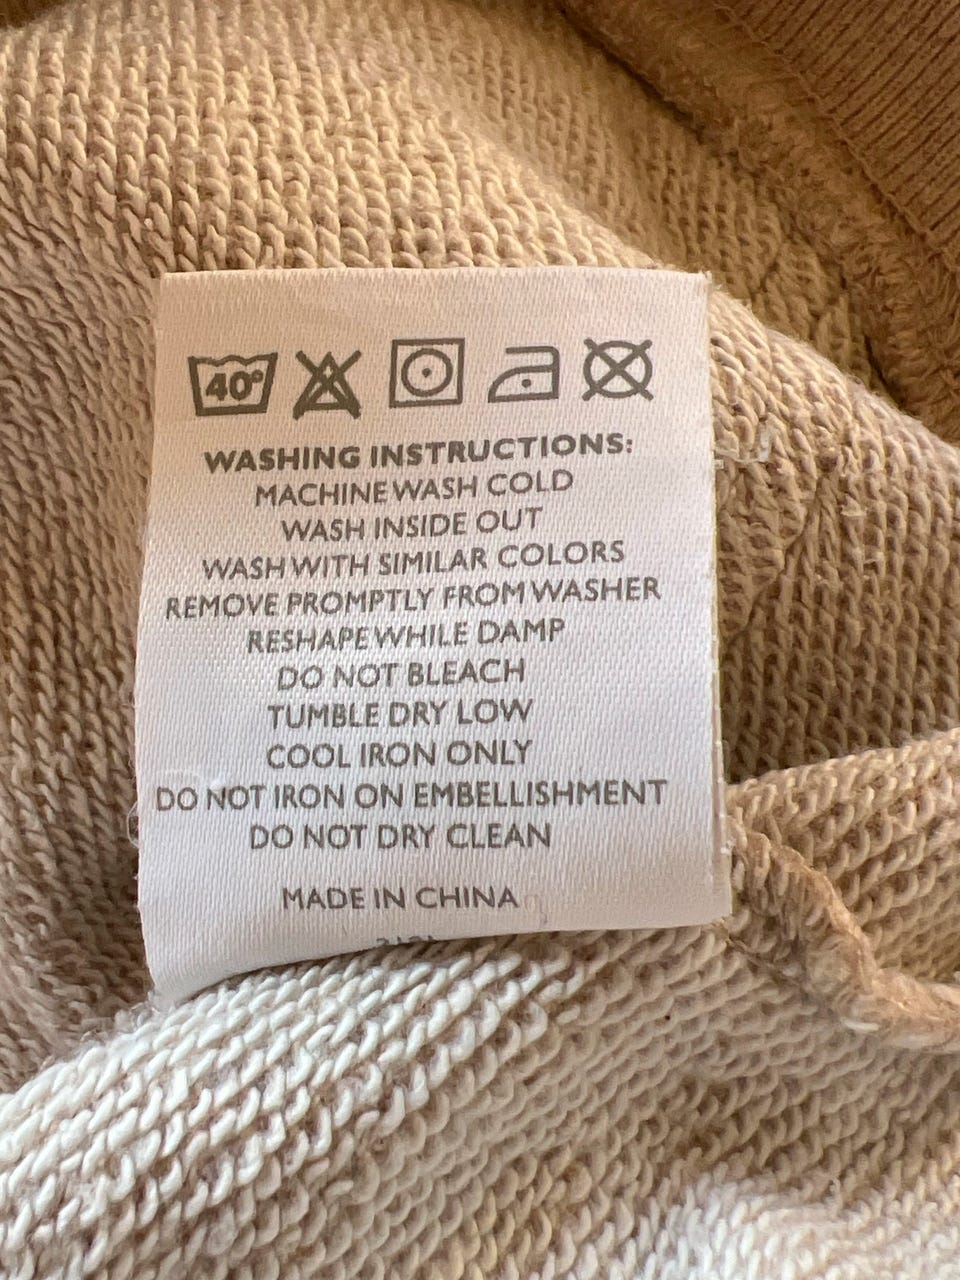 40°
WASHING INSTRUCTIONS:
MACHINE WASH COLD
WASH INSIDE OUT
WASH WITH SIMILAR COLORS
REMOVE PROMPTLY FROM WASHER
RESHAPE WHILE DAMP
DO NOT BLEACH
TUMBLE DRY LOW
COOL IRON ONLY
DO NOT IRON ON EMBELLISHMENT
DO NOT DRY CLEAN
MADE IN CHINA